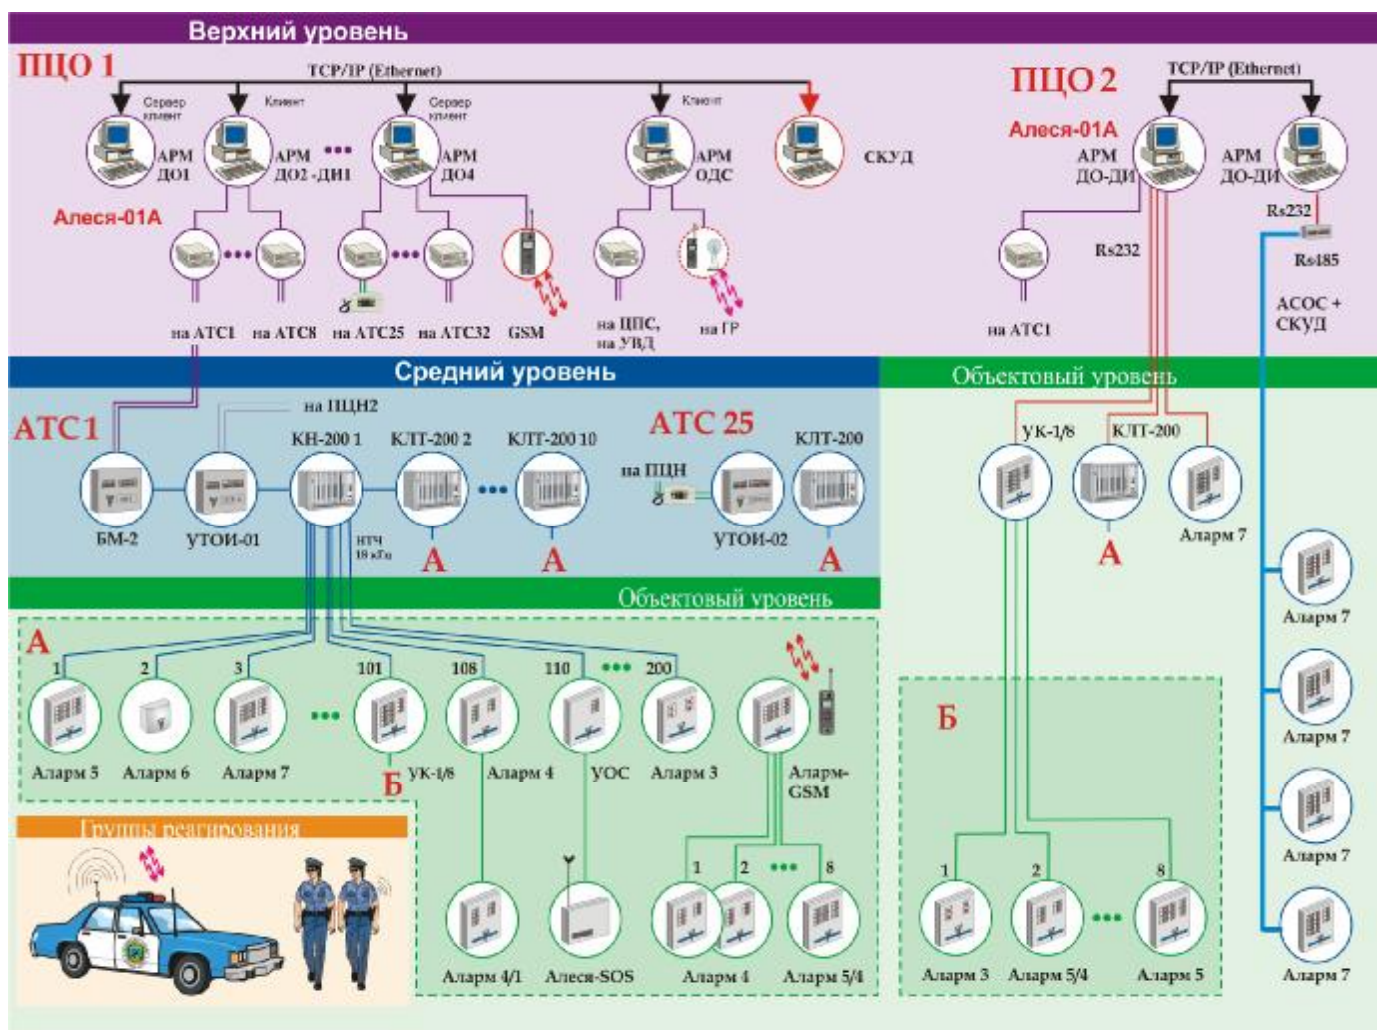 Верхний уровень
ПЦО 1
TCP/IP (Ethernet)
Сервер
клиент
Клиент
Сервер
клиент
Клиент
АРМ
ДО1
АРМ
ДО2 -ДИ1
АРМ
ДО4
АРМ
ОДС
СКУД
Алеся-01А
на АТС1
на АТС8
на АТС25
на АТС32
GSM
на ЦПС,
на УВД
на ГР
ПЦО 2
TCP/IP (Ethernet)
Алеся-01А
АРМ
ДО-ДИ
АРМ
ДО-ДИ
Rs232
Rs232
Rs485
на АТС1
АСОС +
СКУД
Средний уровень
АТС 1
на ПЦН2
КН-200 1
КЛТ-200 2
КЛТ-200 10
АТС 25
КЛТ-200
на ПЦН
БМ-2
УТОИ-01
НТЧ
18 кГц
А
А
УТОИ-02
А
Объектовый уровень
УК-1/8
КЛТ-200
А
Аларм 7
Аларм 7
Аларм 7
Аларм 7
Аларм 7
Объектовый уровень
А
1
2
3
101
108
110
200
Аларм 5
Аларм 6
Аларм 7
Б
УК-1/8
Аларм 4
УОС
Аларм 3
Аларм-
GSM
1
2
8
Аларм 4/1
Алеся-SOS
Аларм 4
Аларм 5/4
Б
1
2
8
Аларм 3
Аларм 5/4
Аларм 5
Группы реагирования